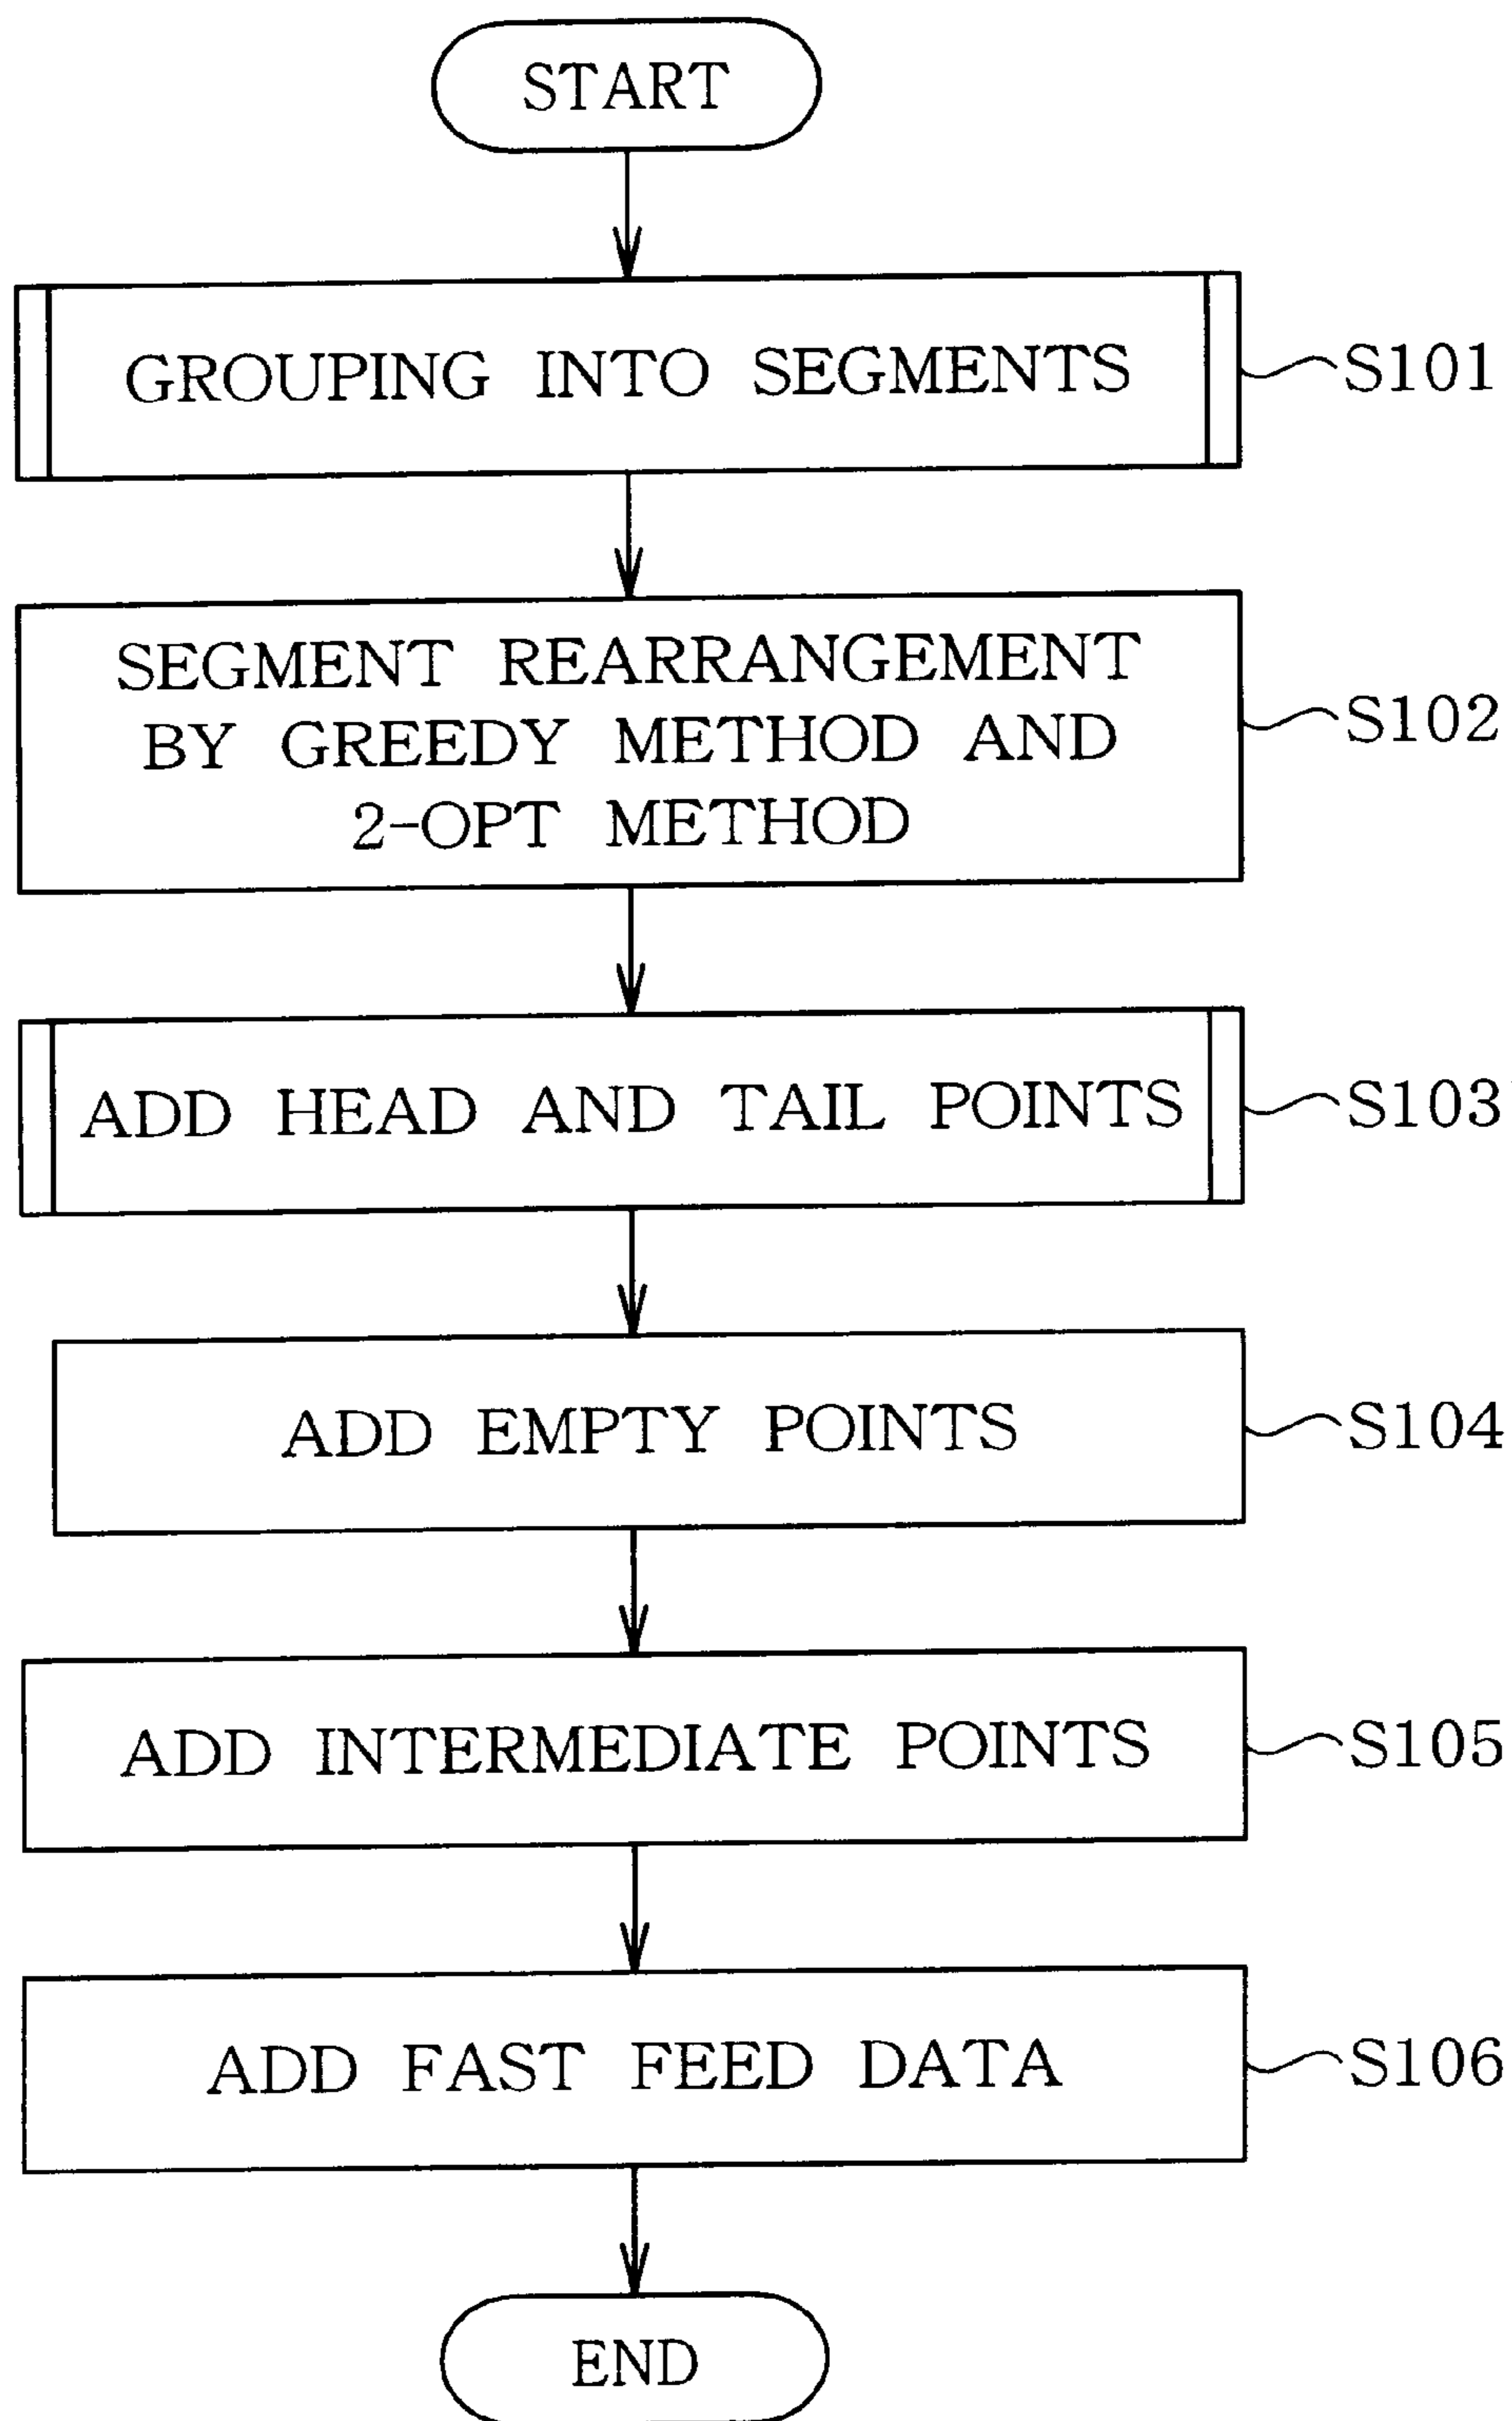 START
GROUPING INTO SEGMENTS
S101
SEGMENT REARRANGEMENT
BY GREEDY METHOD AND
2-OPT METHOD
S102
ADD HEAD AND TAIL POINTS
S103
ADD EMPTY POINTS
S104
ADD INTERMEDIATE POINTS
S105
ADD FAST FEED DATA
S106
END